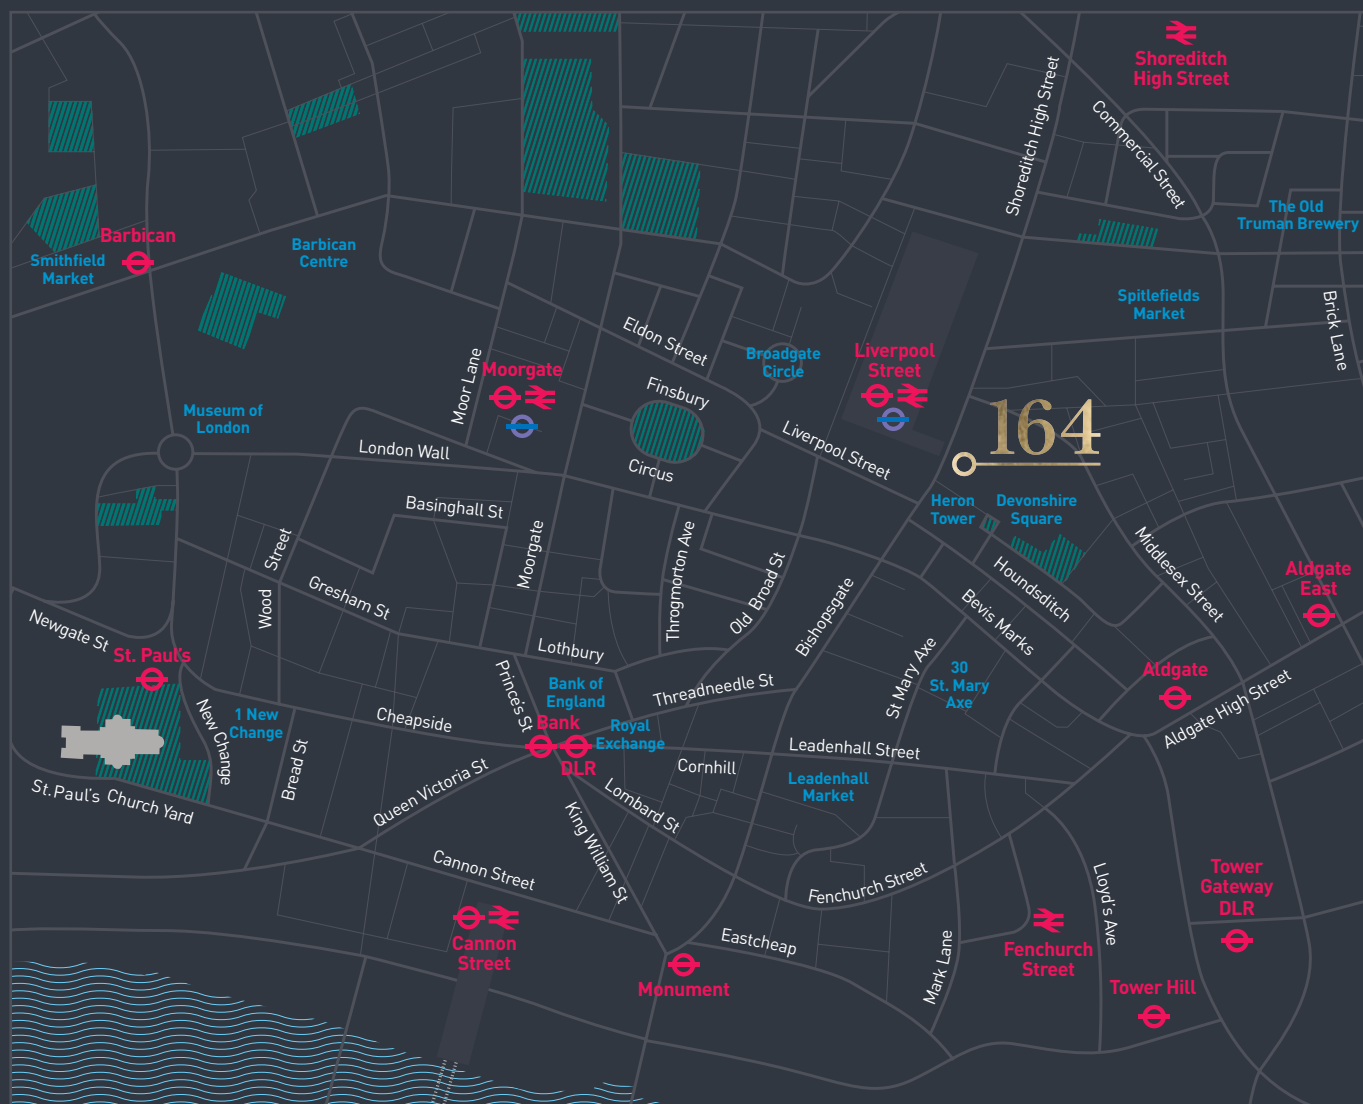 Shoreditch
High Street
Shoreditch High Street
Commercial Street
The Old
Truman Brewery
Barbican
Smithfield
Market
Barbican
Centre
Spitlefields
Market
Brick Lane
Eldon Street
Broadgate
Circle
Liverpool
Street
Moor Lane
Moorgate
Finsbury
Circus
Museum of
London
London Wall
Liverpool Street
164
Basinghall St
Heron
Tower
Devonshire
Square
Middlesex Street
Street
Wood
Moorgate
Throgmorton Ave
Old Broad St
Bishopsgate
Houndsditch
Bevis Marks
Aldgate
East
Gresham St
Newgate St
St. Paul's
Lothbury
Prince's St
Bank of
England
Threadneedle St
St Mary Axe
30
St. Mary
Axe
Aldgate
Aldgate High Street
New Change
1 New
Change
Cheapside
Bank
DLR
Royal
Exchange
Leadenhall Street
Cornhill
Leadenhall
Market
Bread St
Queen Victoria St
Lombard St
St.Paul's Church Yard
King William St
Cannon Street
Fenchurch Street
Lloyd's Ave
Tower
Gateway
DLR
Cannon
Street
Eastcheap
Mark Lane
Fenchurch
Street
Monument
Tower Hill